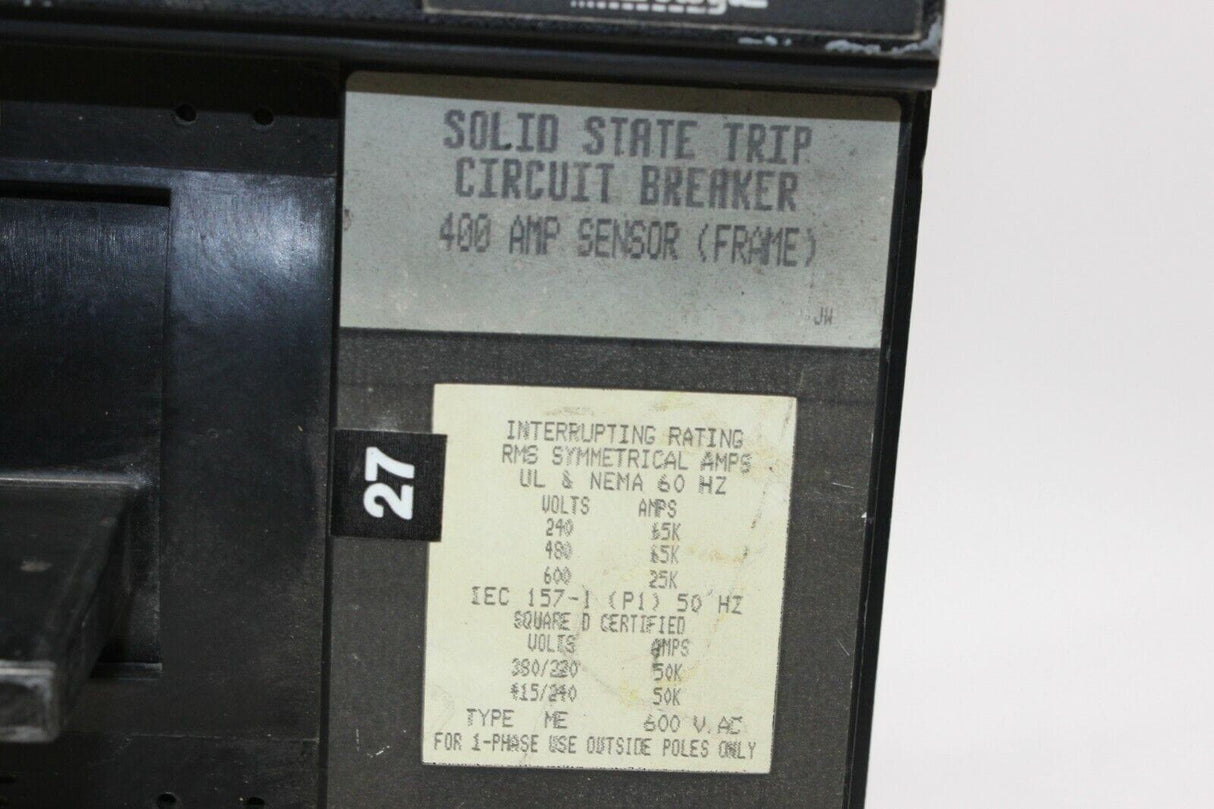 SOLID STATE TRIP
CIRCUIT BREAKER
400 AMP SENSOR (FRAME)
JW
27
INTERRUPTING RATING
RMS SYMMETRICAL AMPS
UL & NEMA 60 HZ
VOLTS AMPS
240 65K
480 65K
600 25K
IEC 157-1 (P1) 50 HZ
SQUARE D CERTIFIED
VOLTS AMPS
380/220 50K
415/240 50K
TYPE ME 600 V.AC
FOR 1-PHASE USE OUTSIDE POLES ONLY